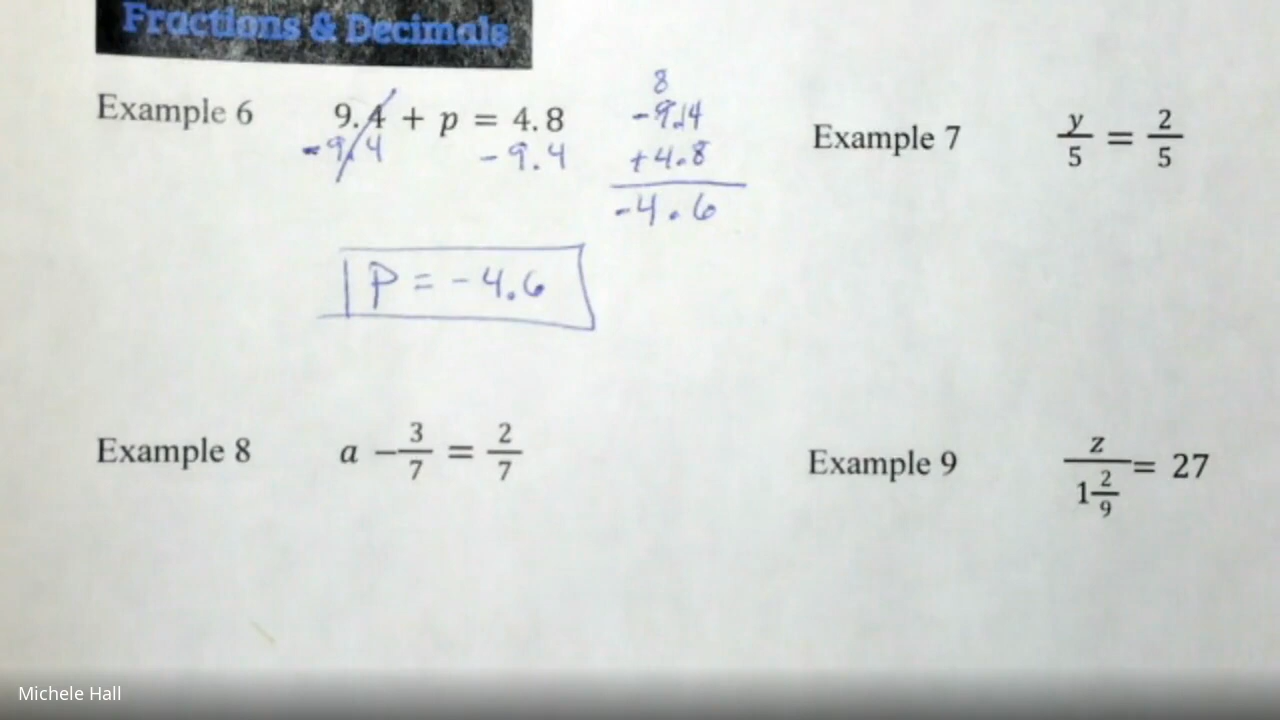 Fractions & Decimals
Example 6 9.4 + p = 4.8
-9.4 -9.4
8
-9.14
+4.8
-4.6
P = -4.6
Example 7 y/5 = 2/5
Example 8 a - 3/7 = 2/7
Example 9 z/1 2/9 = 27
Michele Hall